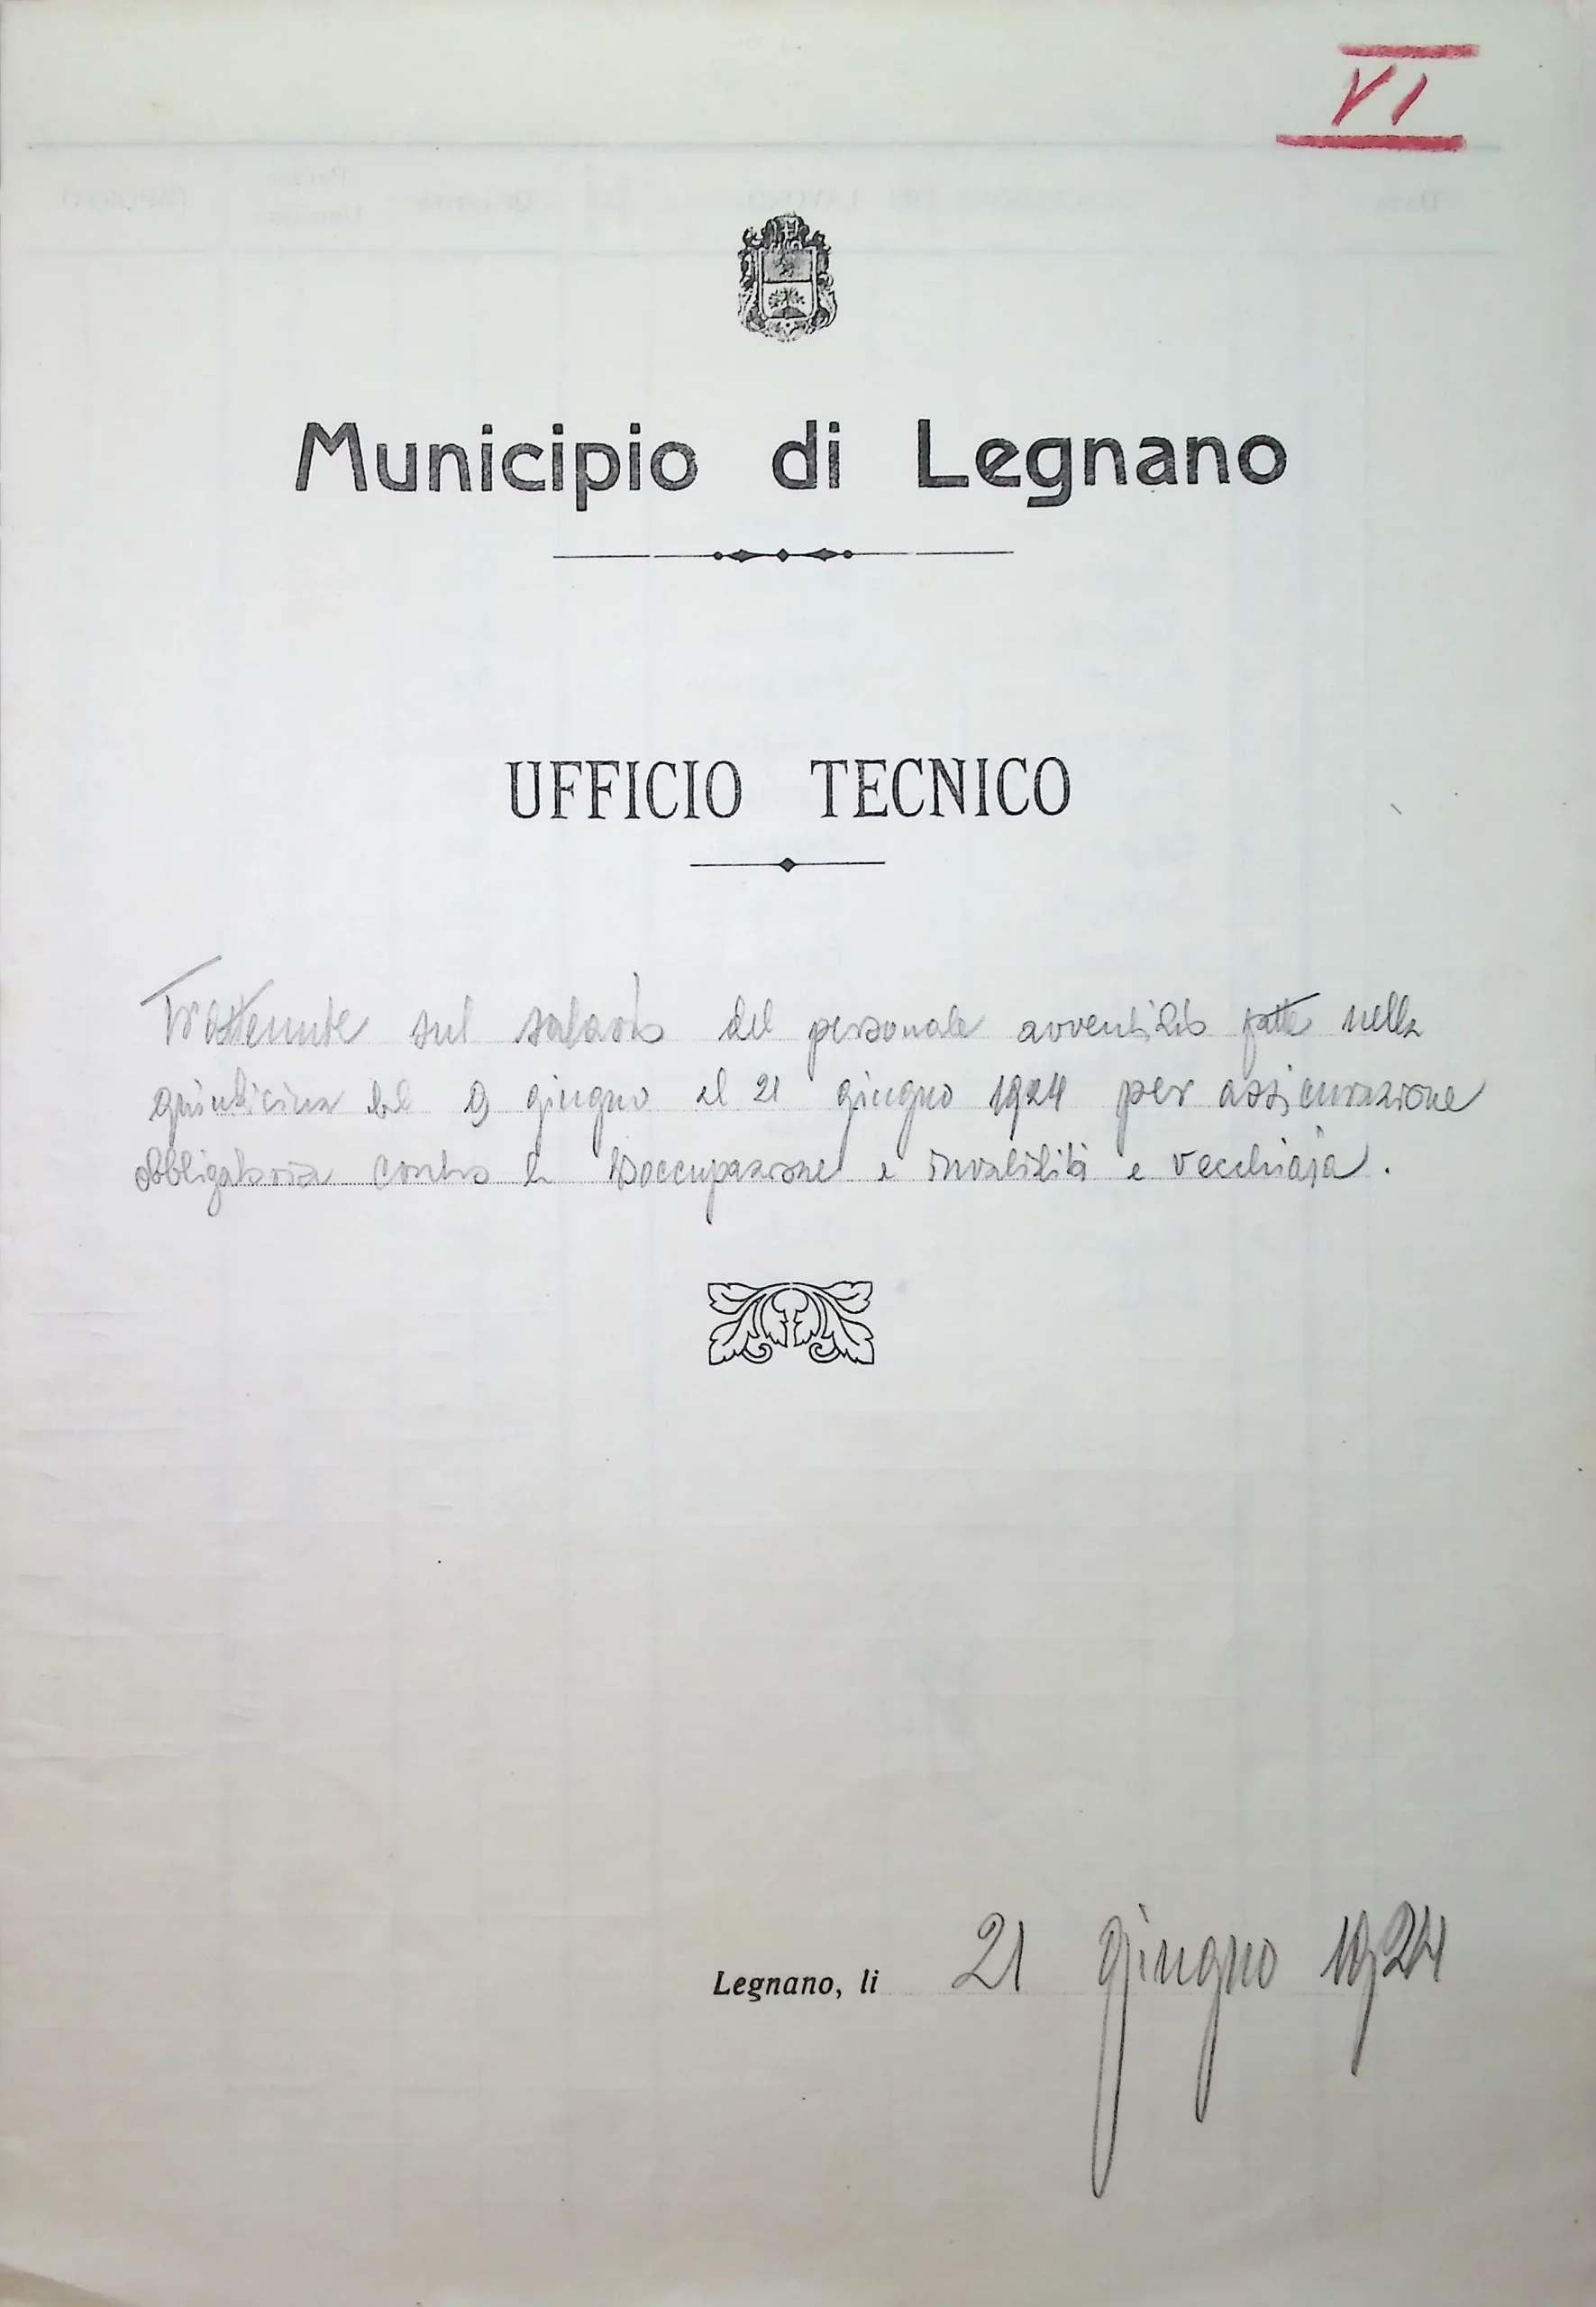 VI
Municipio di Legnano
UFFICIO TECNICO
Trattenute sul salario del personale avventizio fatte nella
quindicina dal 9 giugno al 21 giugno 1924 per assicurazione
obbligatoria contro la disoccupazione e invalidità e vecchiaja.
Legnano, li 21 giugno 1924